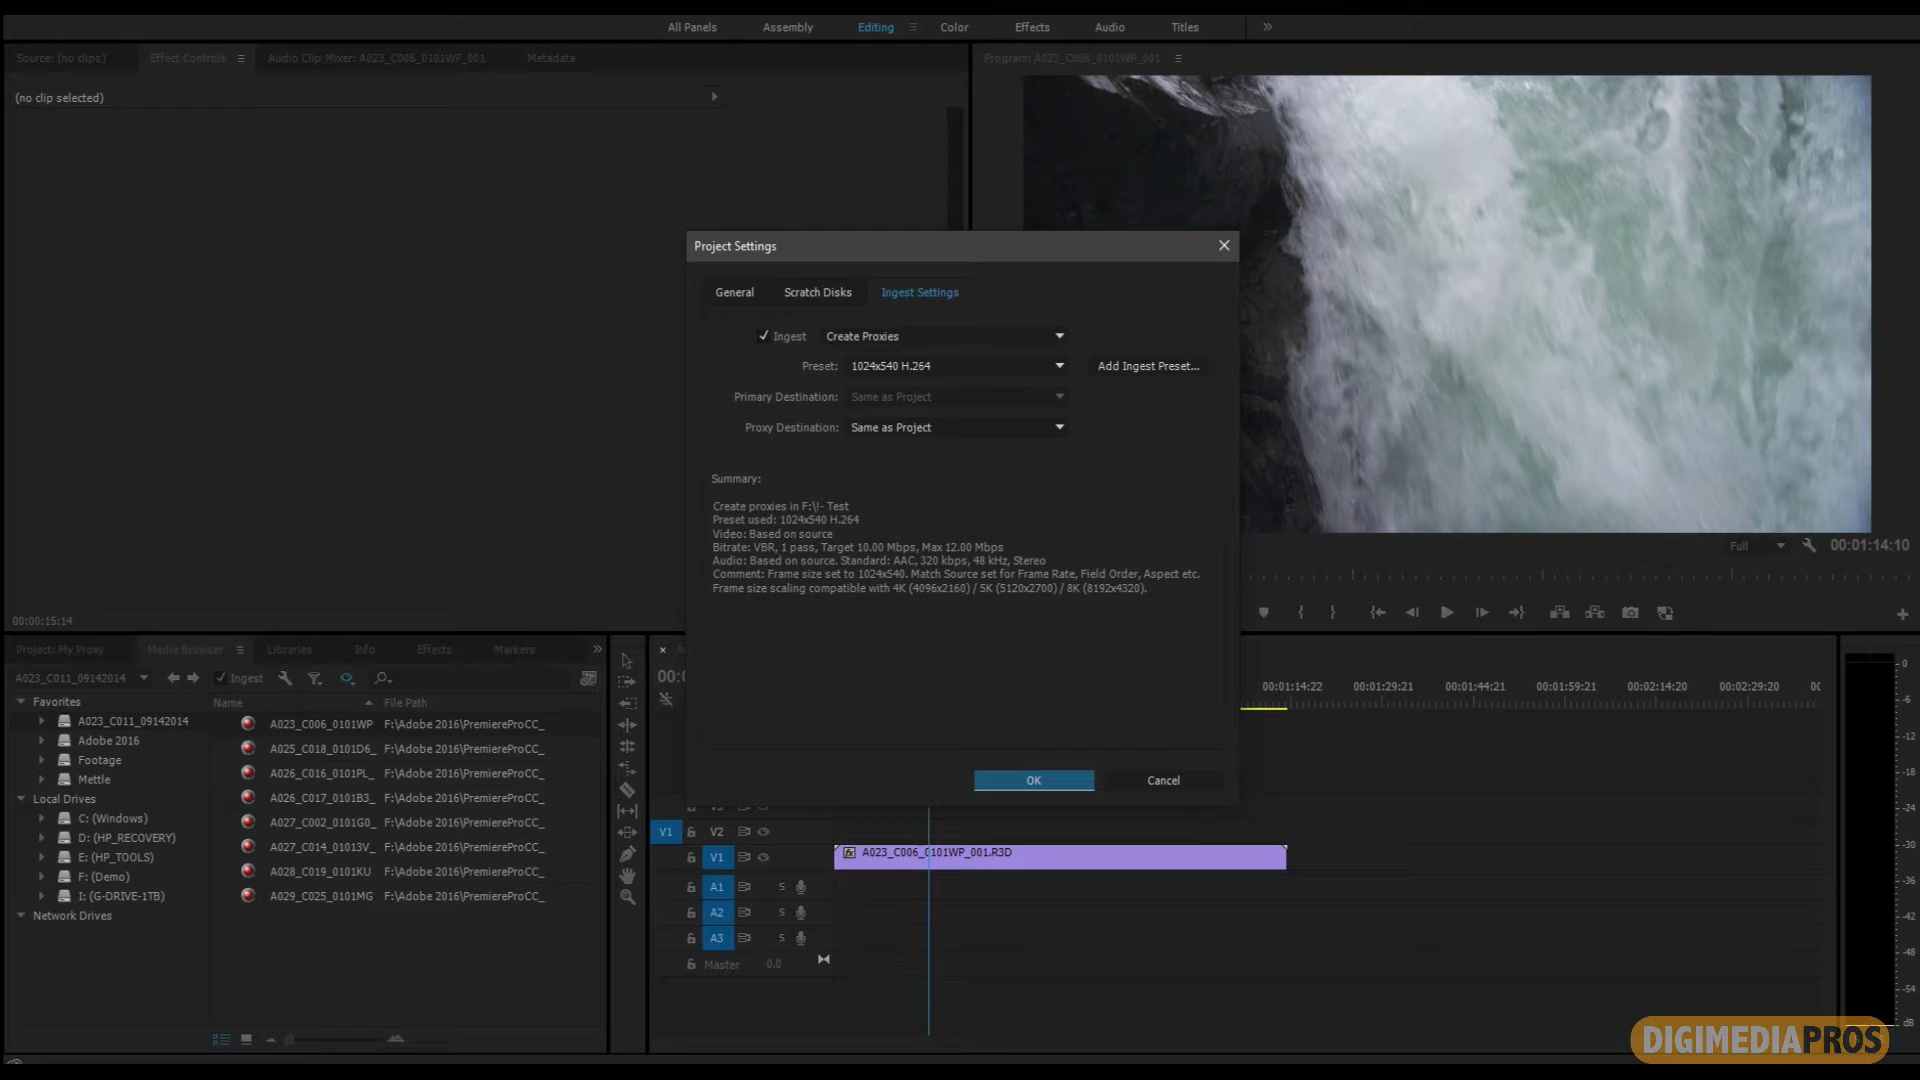 All Panels Assembly Editing Color Effects Audio Titles
Source: (no clips) Effect Controls Audio Clip Mixer: A023_C006_0101WP_001 Metadata
Program: A023_C006_0101WP_001
(no clip selected)
Project Settings
General Scratch Disks Ingest Settings
Ingest Create Proxies
Preset: 1024x540 H.264 Add Ingest Preset...
Primary Destination: Same as Project
Proxy Destination: Same as Project
Summary:
Create proxies in F:\!- Test
Preset used: 1024x540 H.264
Video: Based on source
Bitrate: VBR, 1 pass, Target 10.00 Mbps, Max 12.00 Mbps
Audio: Based on source. Standard: AAC, 320 kbps, 48 kHz, Stereo
Comment: Frame size set to 1024x540. Match Source set for Frame Rate, Field Order, Aspect etc.
Frame size scaling compatible with 4K (4096x2160) / 5K (5120x2700) / 8K (8192x4320).
OK Cancel
Full 00:01:14:10
00:00:15:14
Project: My Proxy Media Browser Libraries Info Effects Markers
A023_C011_09142014 Ingest
Favorites
A023_C011_09142014
Adobe 2016
Footage
Mettle
Local Drives
C: (Windows)
D: (HP_RECOVERY)
E: (HP_TOOLS)
F: (Demo)
I: (G-DRIVE-1TB)
Network Drives
Name File Path
A023_C006_0101WP F:\Adobe 2016\PremiereProCC_
A025_C018_0101D6_ F:\Adobe 2016\PremiereProCC_
A026_C016_0101PL_ F:\Adobe 2016\PremiereProCC_
A026_C017_0101B3_ F:\Adobe 2016\PremiereProCC_
A027_C002_0101G0_ F:\Adobe 2016\PremiereProCC_
A027_C014_01013V_ F:\Adobe 2016\PremiereProCC_
A028_C019_0101KU F:\Adobe 2016\PremiereProCC_
A029_C025_0101MG F:\Adobe 2016\PremiereProCC_
00:01:14:22 00:01:29:21 00:01:44:21 00:01:59:21 00:02:14:20 00:02:29:20
V1 V2
V1 A023_C006_0101WP_001.R3D
A1 S
A2 S
A3 S
Master 0.0
0
-6
-12
-18
-24
-30
-36
-42
-48
-54
dB
DIGIMEDIAPROS